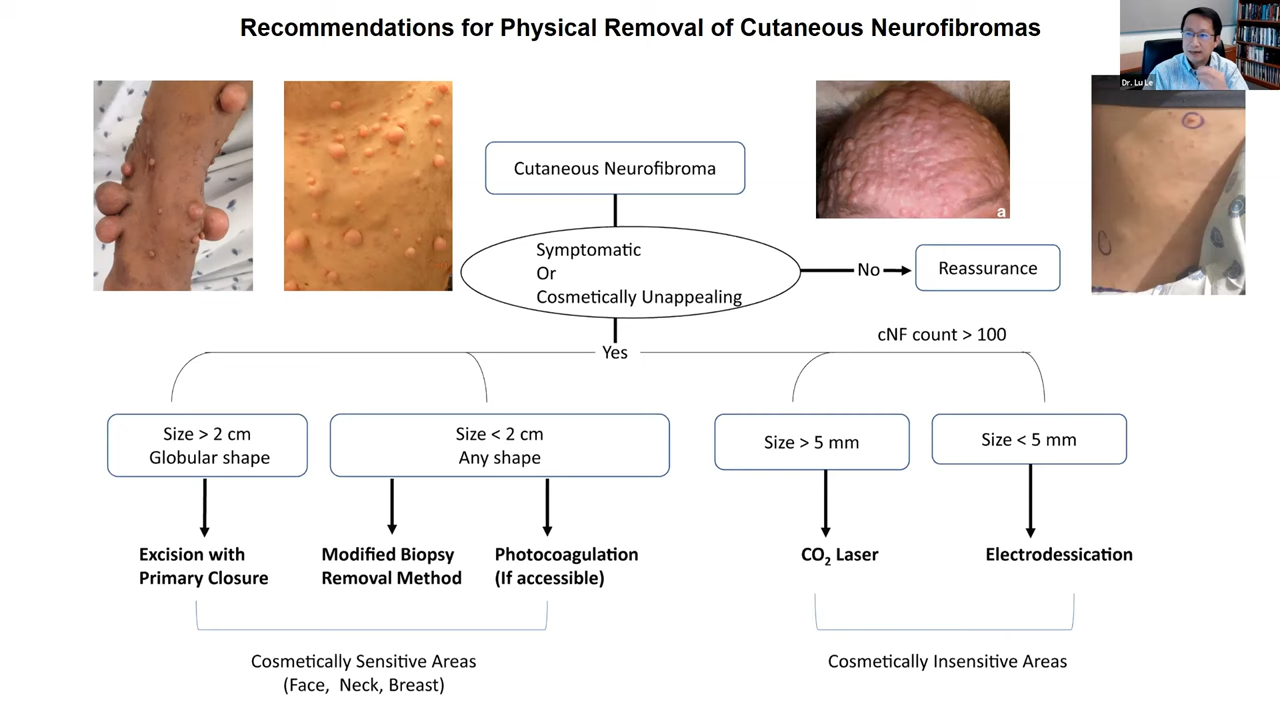 Recommendations for Physical Removal of Cutaneous Neurofibromas
Dr. Lu Le
Cutaneous Neurofibroma
a
Symptomatic
Or
Cosmetically Unappealing
No
Reassurance
Yes
cNF count > 100
Size > 2 cm
Globular shape
Size < 2 cm
Any shape
Size > 5 mm
Size < 5 mm
Excision with
Primary Closure
Modified Biopsy
Removal Method
Photocoagulation
(If accessible)
CO₂ Laser
Electrodessication
Cosmetically Sensitive Areas
(Face, Neck, Breast)
Cosmetically Insensitive Areas